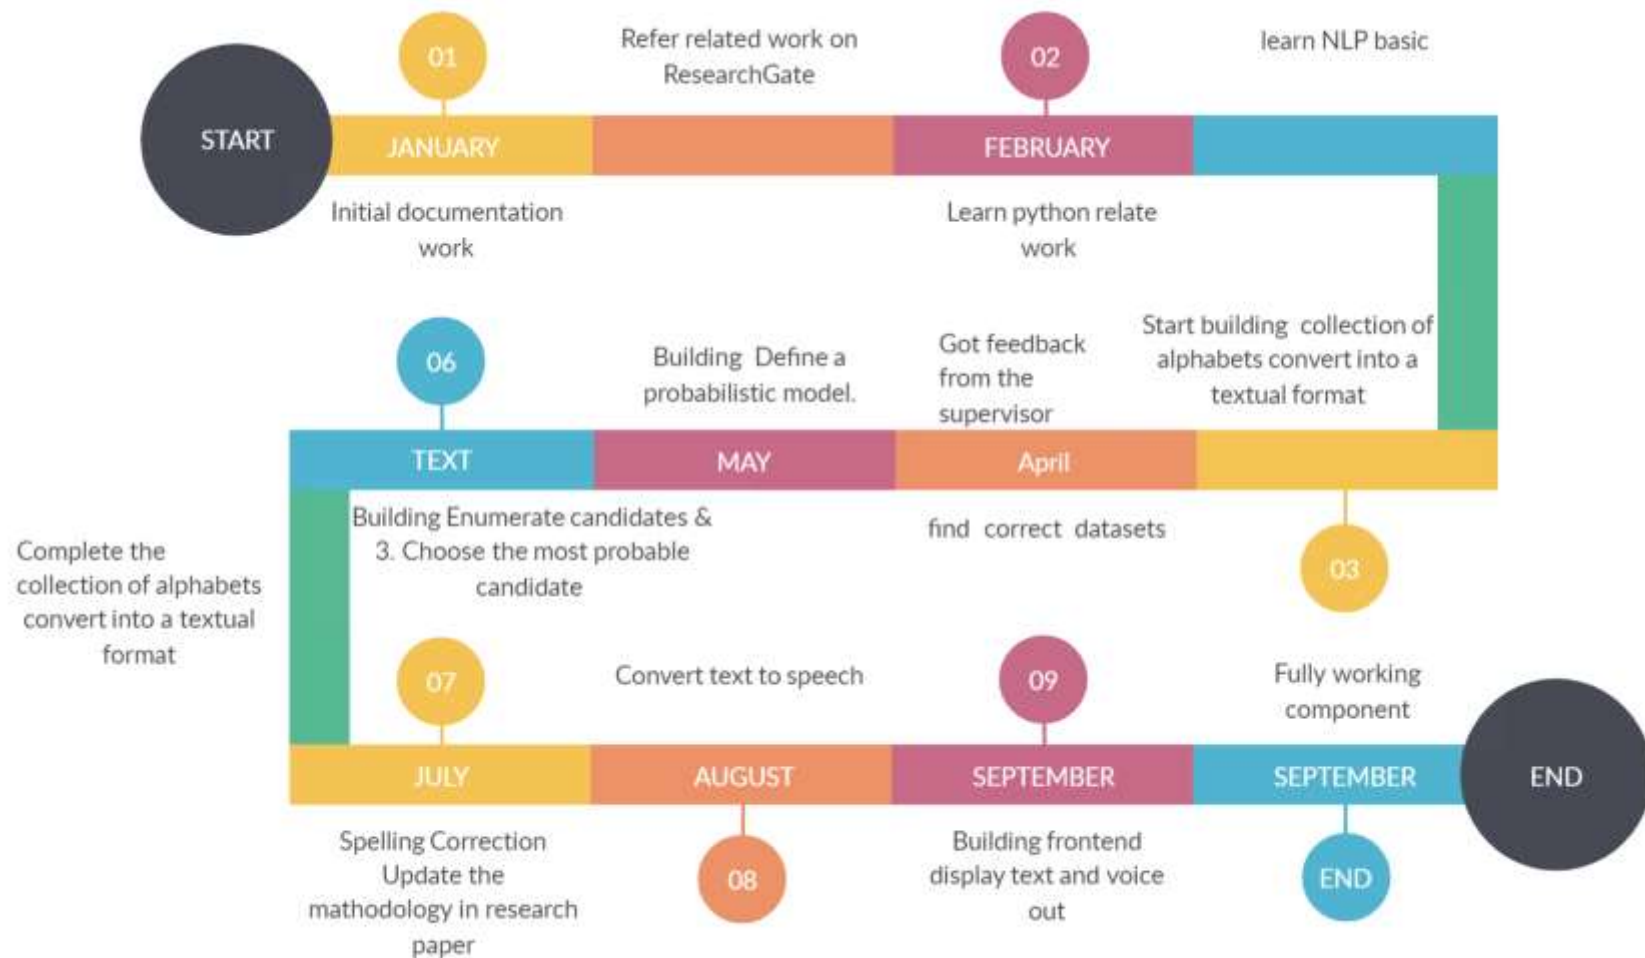 START
01
JANUARY
Initial documentation
work
Refer related work on
ResearchGate
02
FEBRUARY
Learn python relate
work
learn NLP basic
Start building collection of
alphabets convert into a
textual format
03
Got feedback
from the
supervisor
April
find correct datasets
Building Define a
probabilistic model.
MAY
06
TEXT
Building Enumerate candidates &
3. Choose the most probable
candidate
Complete the
collection of alphabets
convert into a textual
format
07
JULY
Spelling Correction
Update the
mathodology in research
paper
Convert text to speech
AUGUST
08
09
SEPTEMBER
Building frontend
display text and voice
out
Fully working
component
SEPTEMBER
END
END